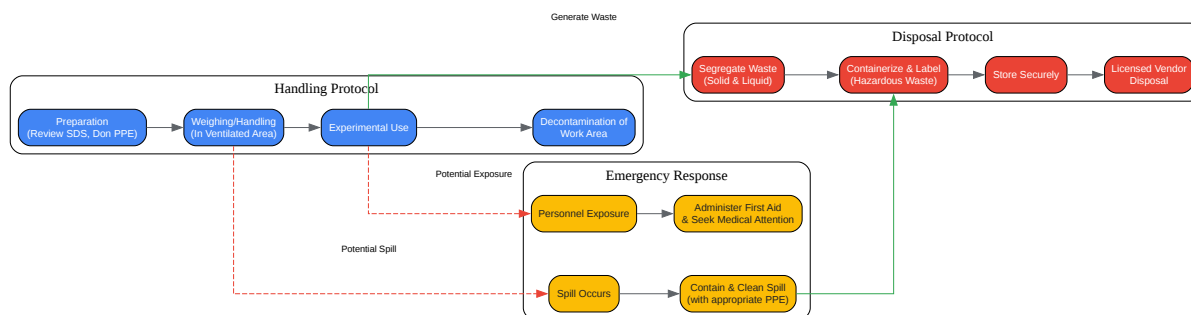 Generate Waste
Disposal Protocol
Segregate Waste
(Solid & Liquid)
Containerize & Label
(Hazardous Waste)
Store Securely
Licensed Vendor
Disposal
Handling Protocol
Preparation
(Review SDS, Don PPE)
Weighing/Handling
(In Ventilated Area)
Experimental Use
Decontamination of
Work Area
Potential Exposure
Emergency Response
Personnel Exposure
Administer First Aid
& Seek Medical Attention
Potential Spill
Spill Occurs
Contain & Clean Spill
(with appropriate PPE)